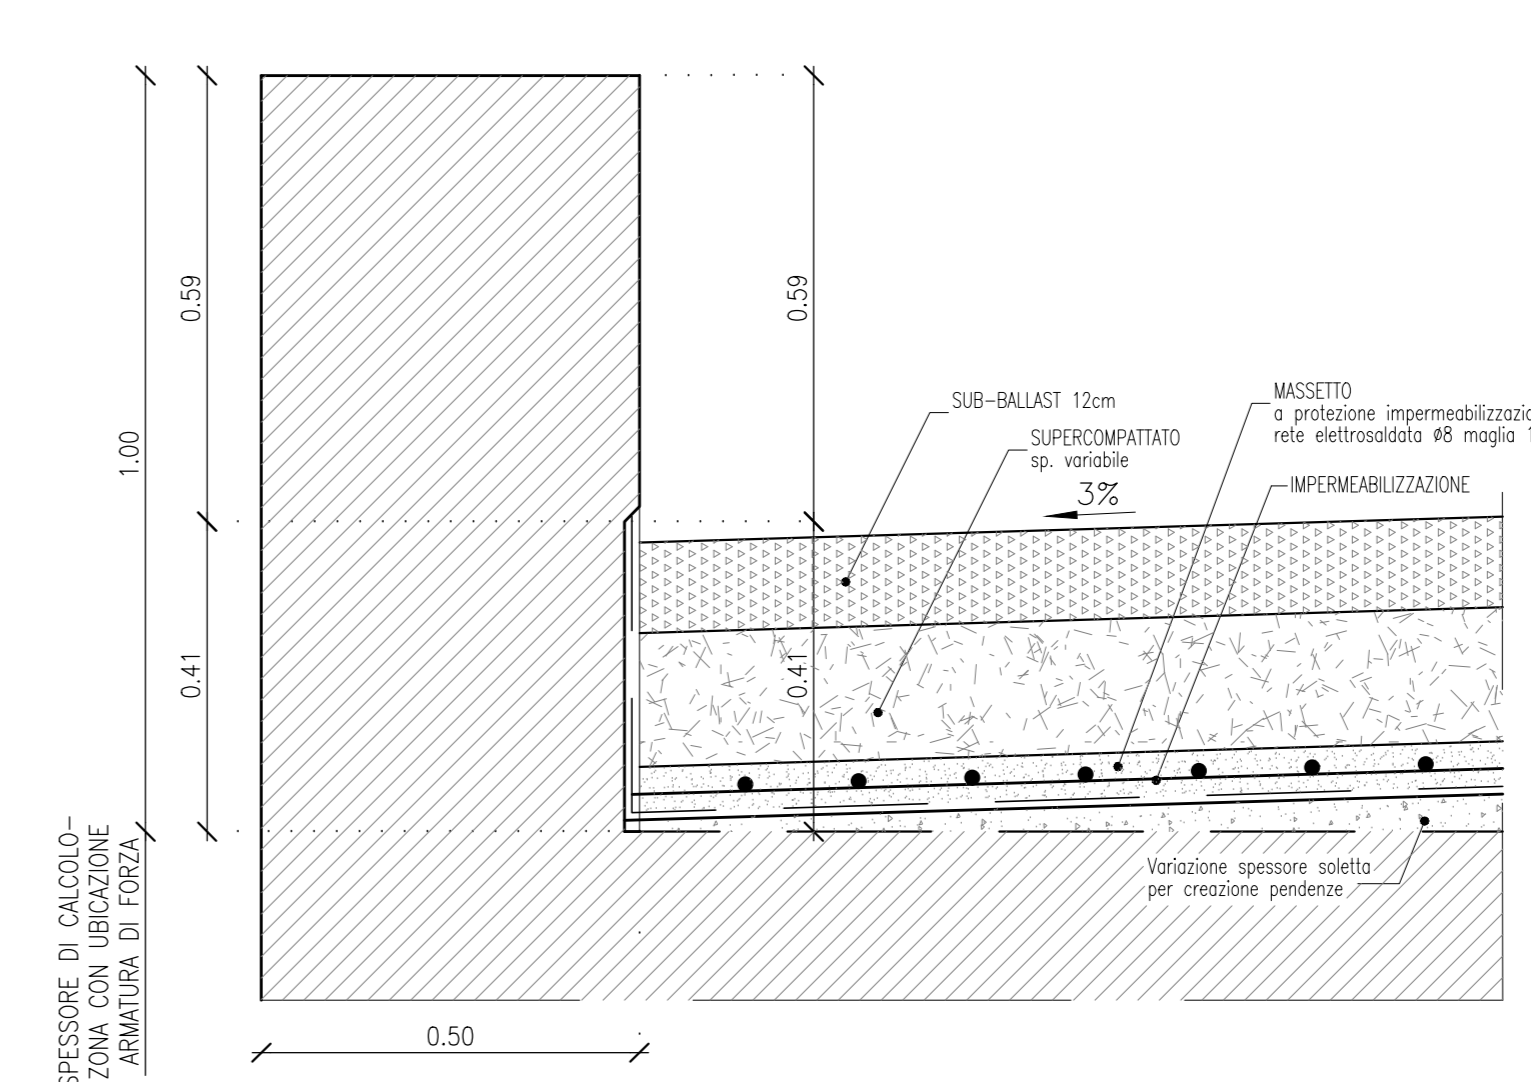 0.59
1.00
0.41
0.59
0.41
SUB-BALLAST 12cm
SUPERCOMPATTATO
sp. variabile
3%
MASSETTO
a protezione impermeabilizzazio
rete elettrosaldata Ø8 maglia 1
IMPERMEABILIZZAZIONE
Variazione spessore soletta
per creazione pendenze
SPESSORE DI CALCOLO-
ZONA CON UBICAZIONE
ARMATURA DI FORZA
0.50